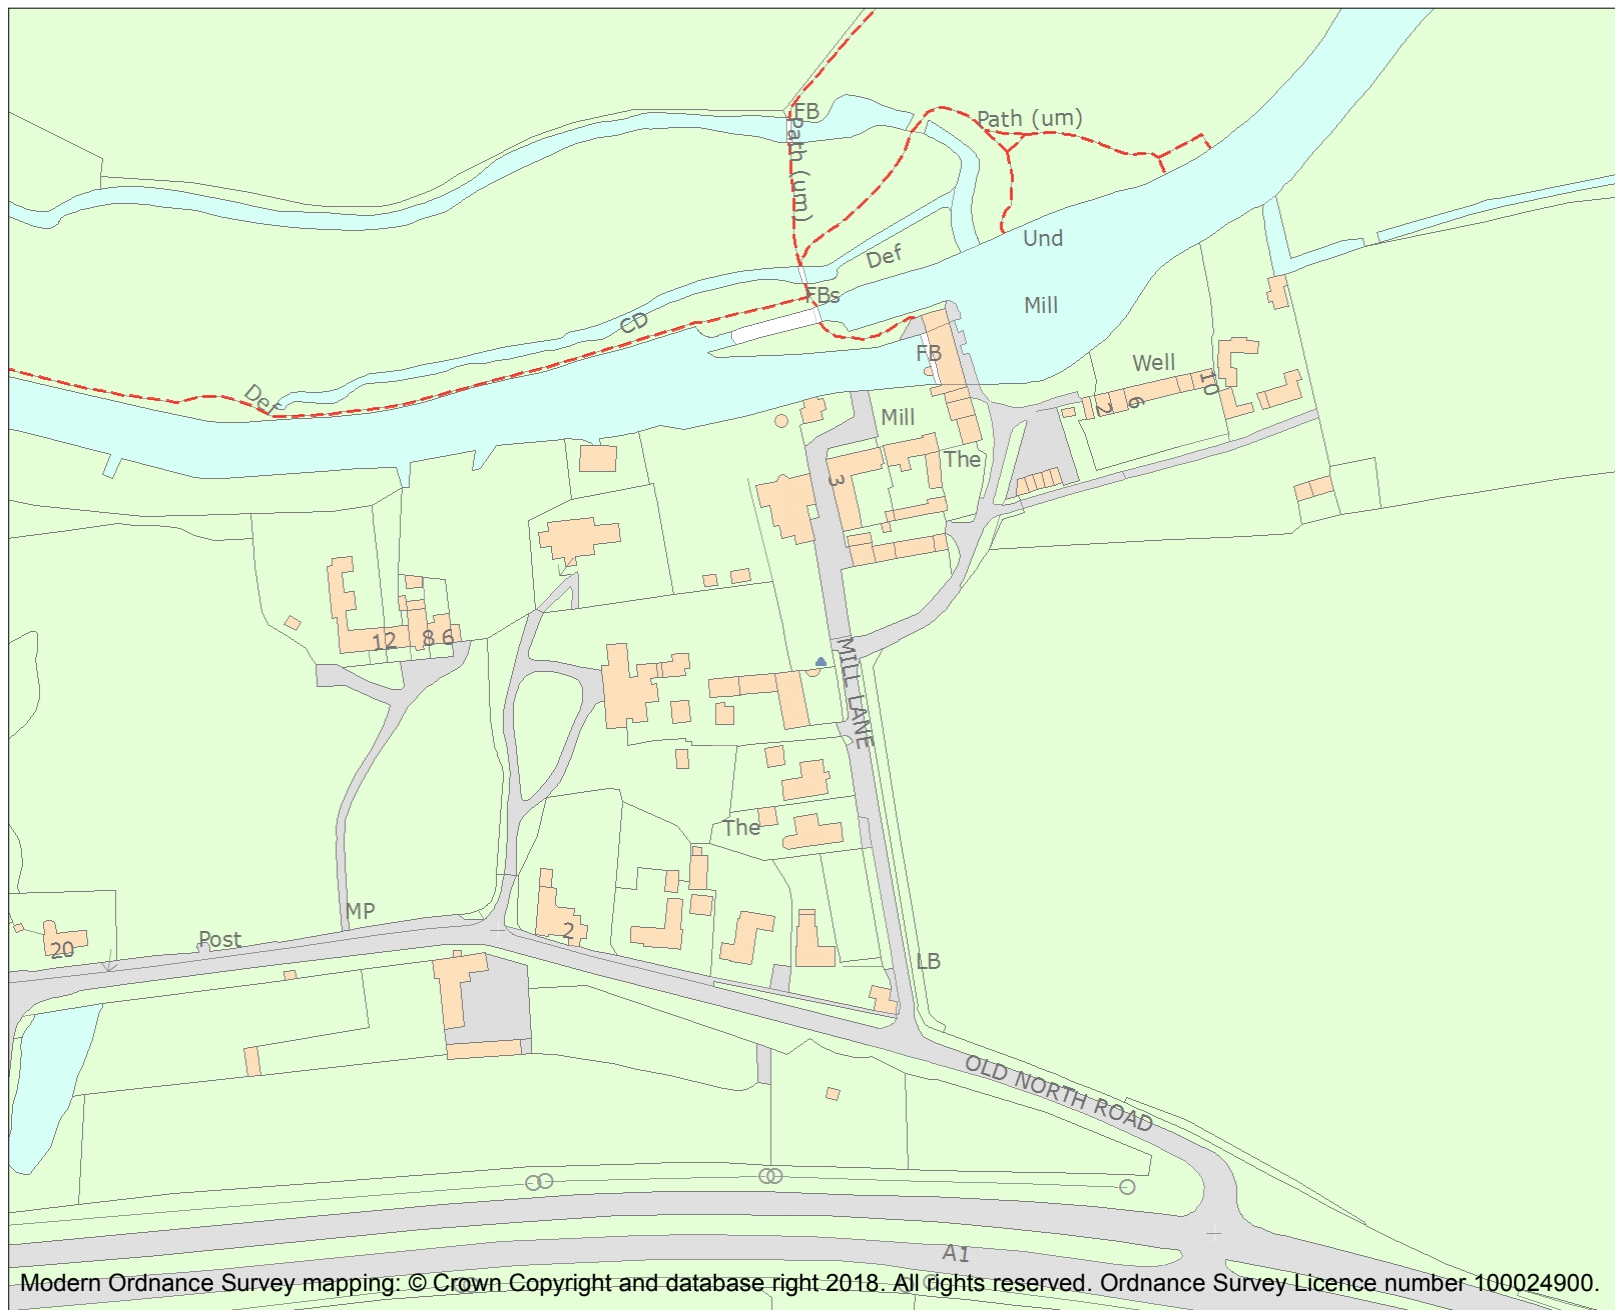 FB
Path (um)
Path (um)
Und
Def
FBs
Mill
CD
FB
Well
Def
10
2
6
Mill
The
3
12
8
6
MILL LANE
The
MP
2
Post
20
LB
OLD NORTH ROAD
A1
Modern Ordnance Survey mapping: © Crown Copyright and database right 2018. All rights reserved. Ordnance Survey Licence number 100024900.